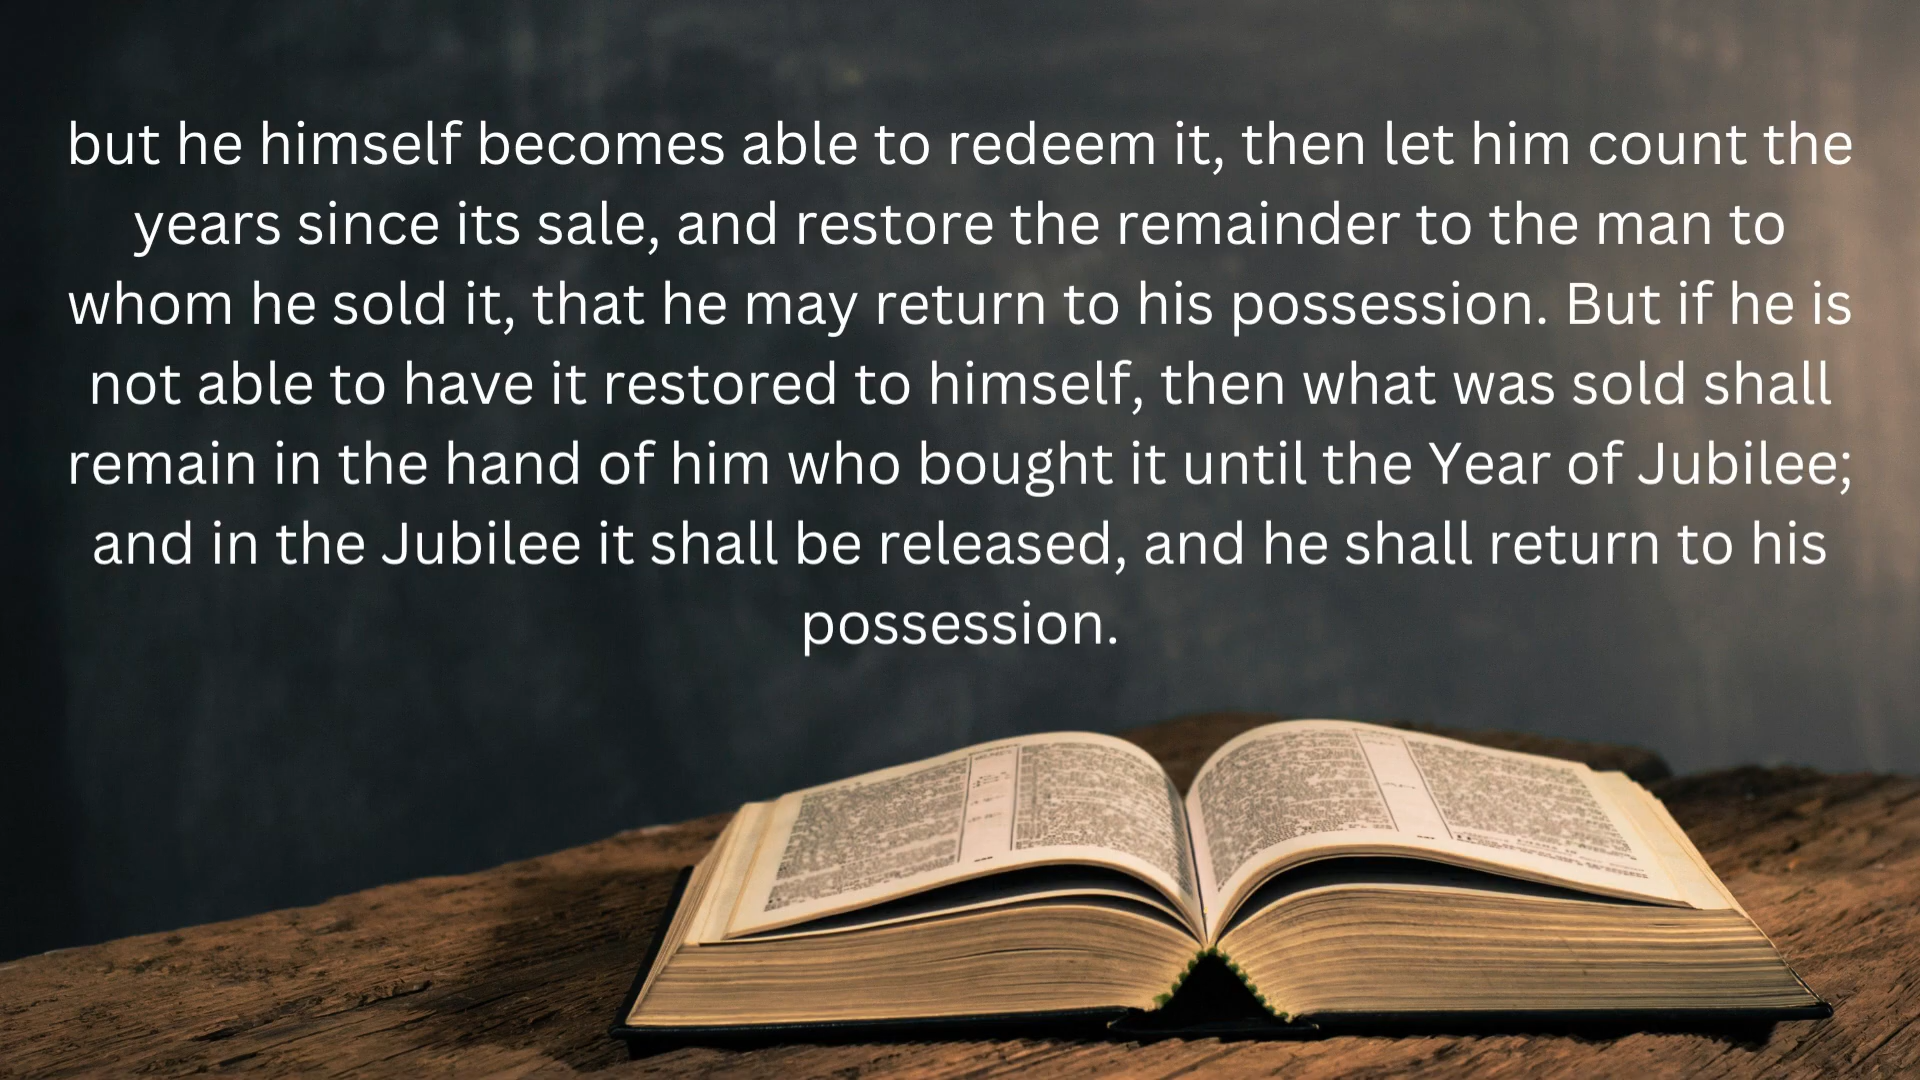 but he himself becomes able to redeem it, then let him count the
years since its sale, and restore the remainder to the man to
whom he sold it, that he may return to his possession. But if he is
not able to have it restored to himself, then what was sold shall
remain in the hand of him who bought it until the Year of Jubilee;
and in the Jubilee it shall be released, and he shall return to his
possession.